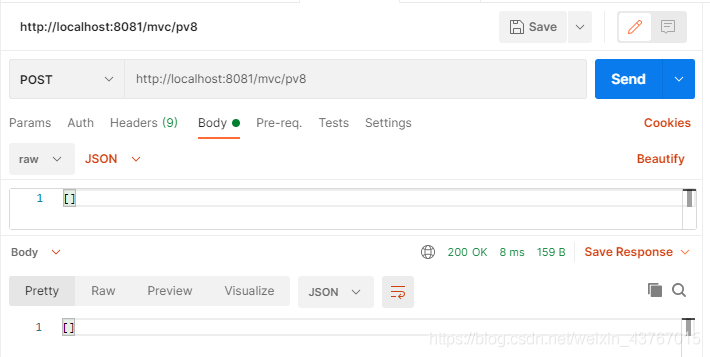 http://localhost:8081/mvc/pv8 Save
POST http://localhost:8081/mvc/pv8 Send
Params Auth Headers (9) Body Pre-req. Tests Settings Cookies
raw JSON Beautify
1 []
Body 200 OK 8 ms 159 B Save Response
Pretty Raw Preview Visualize JSON
1 []
https://blog.csdn.net/weixin_43767015